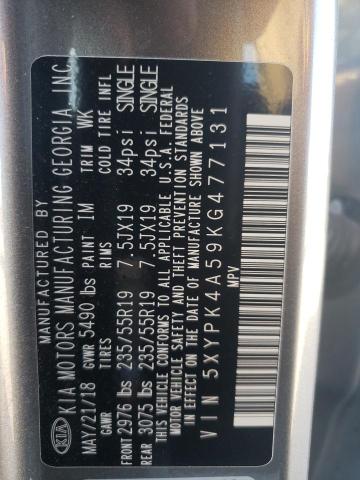 MANUFACTURED BY
KIA KIA MOTORS MANUFACTURING GEORGIA, INC.
MAY/21/18 GVWR 5490 lbs PAINT IM TRIM WK
GAWR TIRES RIMS COLD TIRE INFL
FRONT 2976 lbs 235/55R19 7.5JX19 34psi SINGLE
REAR 3075 lbs 235/55R19 7.5JX19 34psi SINGLE
THIS VEHICLE CONFORMS TO ALL APPLICABLE U.S.A. FEDERAL
MOTOR VEHICLE SAFETY AND THEFT PREVENTION STANDARDS
IN EFFECT ON THE DATE OF MANUFACTURE SHOWN ABOVE
VIN 5XYPK4A59KG477131
MPV